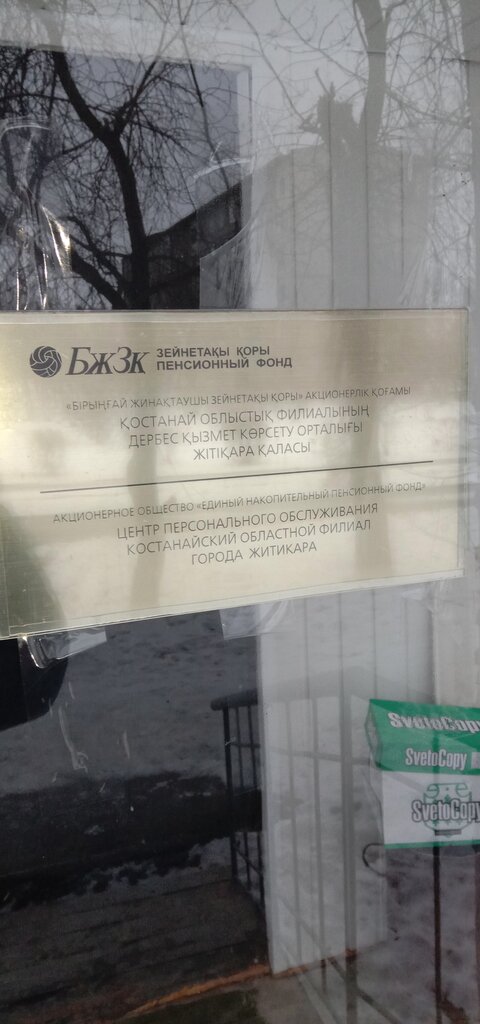 БжЗк ЗЕЙНЕТАҚЫ ҚОРЫ
ПЕНСИОННЫЙ ФОНД
«БІРЫҢҒАЙ ЖИНАҚТАУШЫ ЗЕЙНЕТАҚЫ ҚОРЫ» АКЦИОНЕРЛІК ҚОҒАМЫ
ҚОСТАНАЙ ОБЛЫСТЫҚ ФИЛИАЛЫНЫҢ
ДЕРБЕС ҚЫЗМЕТ КӨРСЕТУ ОРТАЛЫҒЫ
ЖІТІҚАРА ҚАЛАСЫ
АКЦИОНЕРНОЕ ОБЩЕСТВО «ЕДИНЫЙ НАКОПИТЕЛЬНЫЙ ПЕНСИОННЫЙ ФОНД»
ЦЕНТР ПЕРСОНАЛЬНОГО ОБСЛУЖИВАНИЯ
КОСТАНАЙСКИЙ ОБЛАСТНОЙ ФИЛИАЛ
ГОРОДА ЖИТИКАРА
SvetoCopy
SvetoCopy
SvetoCopy